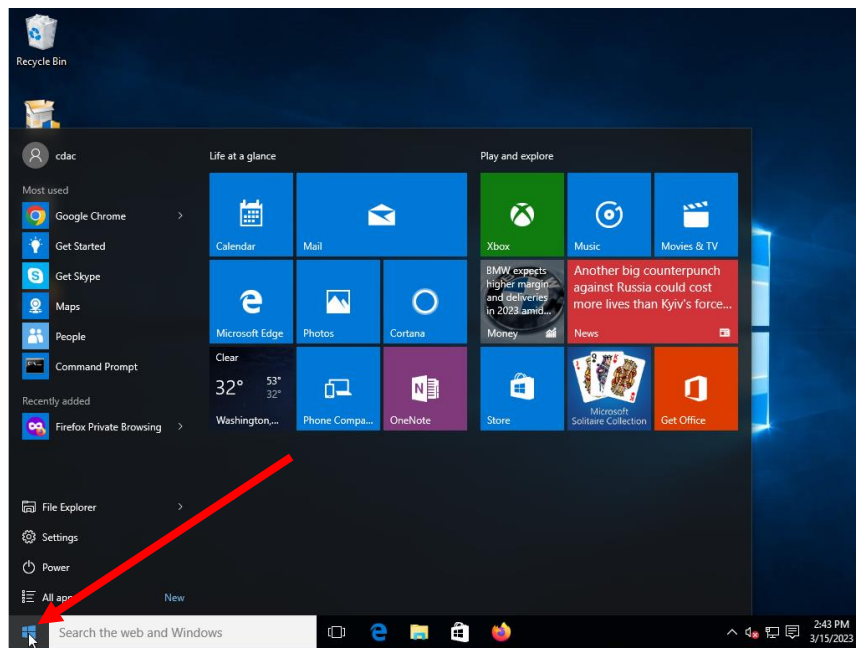 Recycle Bin
cdac
Most used
Google Chrome
Get Started
Get Skype
Maps
People
Command Prompt
Recently added
Firefox Private Browsing
File Explorer
Settings
Power
All
New
Life at a glance
Calendar
Mail
Microsoft Edge
Photos
Cortana
Clear
32°
53°
32°
Washington,...
Phone Compa...
OneNote
Play and explore
Xbox
Music
Movies & TV
BMW expects
higher margin
and deliveries
in 2023 amid...
Money
Another big counterpunch
against Russia could cost
more lives than Kyiv's force...
News
Store
Microsoft
Solitaire Collection
Get Office
Search the web and Windows
2:43 PM
3/15/2023